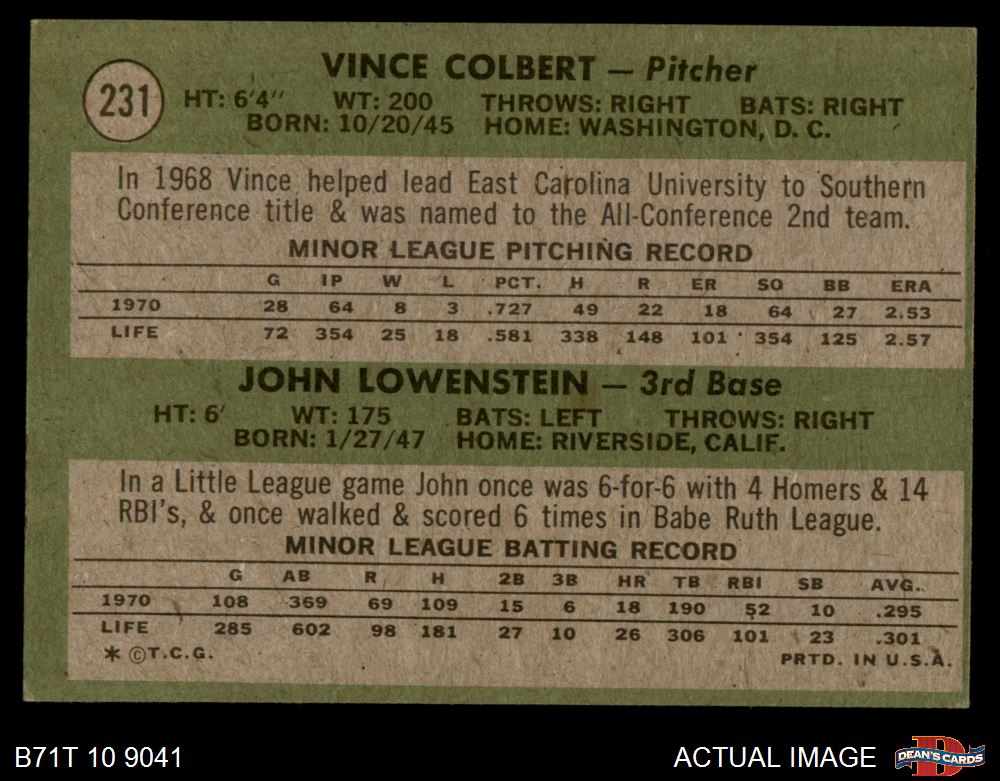 231
VINCE COLBERT — Pitcher
HT: 6'4" WT: 200 THROWS: RIGHT BATS: RIGHT
BORN: 10/20/45 HOME: WASHINGTON, D. C.
In 1968 Vince helped lead East Carolina University to Southern
Conference title & was named to the All-Conference 2nd team.
MINOR LEAGUE PITCHING RECORD
G IP W L PCT. H R ER SO BB ERA
1970 28 64 8 3 .727 49 22 18 64 27 2.53
LIFE 72 354 25 18 .581 338 148 101 354 125 2.57
JOHN LOWENSTEIN — 3rd Base
HT: 6' WT: 175 BATS: LEFT THROWS: RIGHT
BORN: 1/27/47 HOME: RIVERSIDE, CALIF.
In a Little League game John once was 6-for-6 with 4 Homers & 14
RBI's, & once walked & scored 6 times in Babe Ruth League.
MINOR LEAGUE BATTING RECORD
G AB R H 2B 3B HR TB RBI SB AVG.
1970 108 369 69 109 15 6 18 190 52 10 .295
LIFE 285 602 98 181 27 10 26 306 101 23 .301
* ©T.C.G. PRTD. IN U.S.A.
B71T 10 9041 ACTUAL IMAGE D DEAN'S CARDS